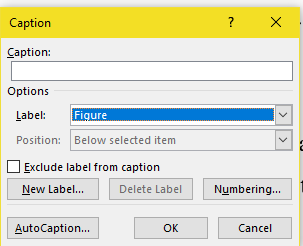 Caption ? ×
Caption:
Options
Label: Figure
Position: Below selected item
Exclude label from caption
New Label... Delete Label Numbering...
AutoCaption... OK Cancel